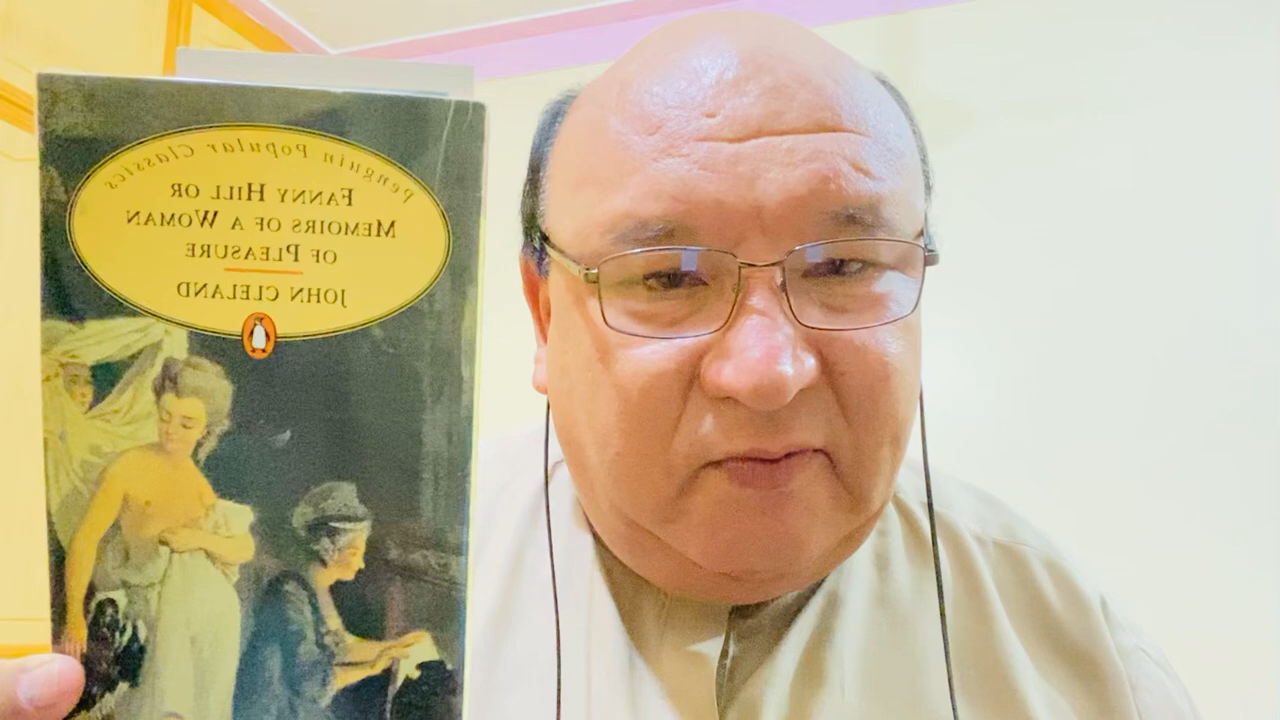 Penguin Popular Classics
FANNY HILL OR
MEMOIRS OF A WOMAN
OF PLEASURE
JOHN CLELAND